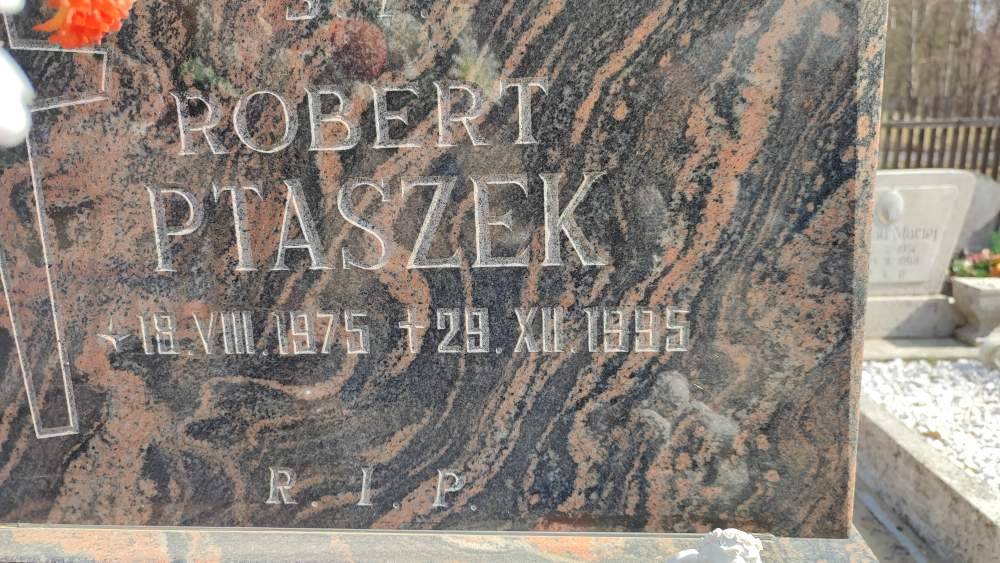 ROBERT
PTASZEK
18.VIII.1975 ✝ 29.XII.1995
R.I.P.